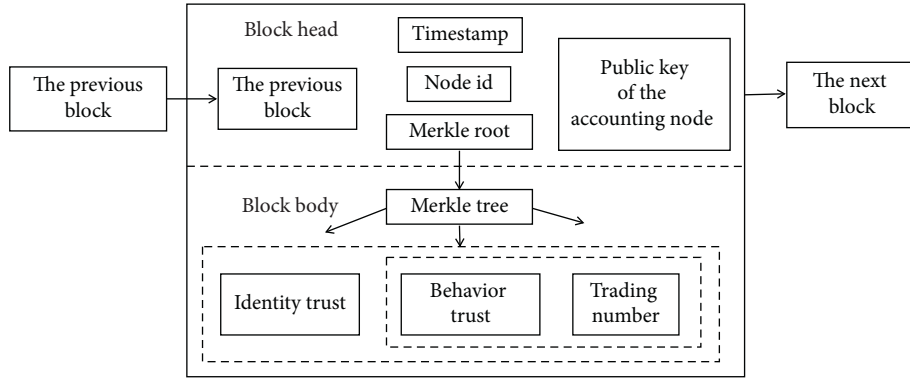 Block head
Timestamp
The previous
block
The previous
block
Node id
Public key
of the
accounting node
The next
block
Merkle root
Block body
Merkle tree
Identity trust
Behavior
trust
Trading
number